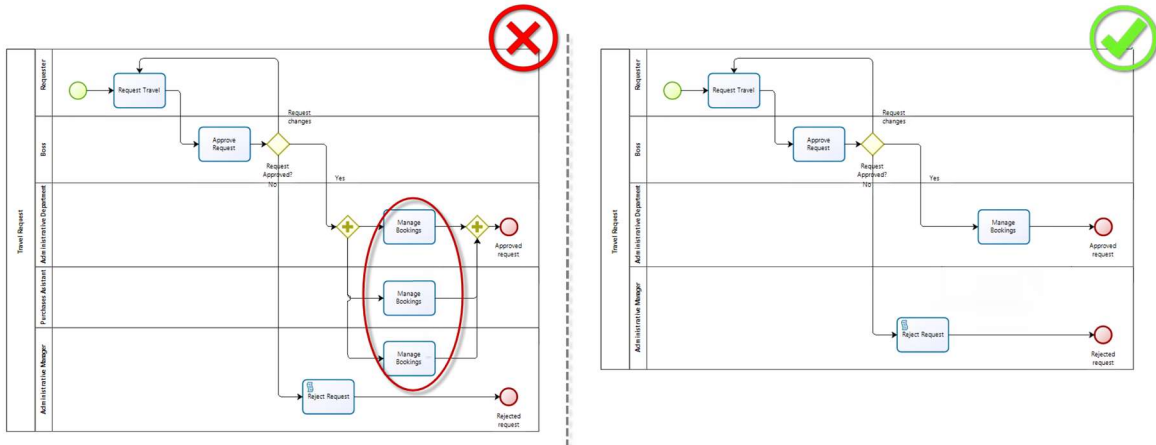 Travel Request
Requester
Request Travel
Request
changes
Boss
Approve
Request
Request
Approved?
No
Yes
Administrative Department
Manage
Bookings
Approved
request
Purchases Assistant
Manage
Bookings
Administrative Manager
Manage
Bookings
Reject Request
Rejected
request
Travel Request
Requester
Request Travel
Request
changes
Boss
Approve
Request
Request
Approved?
No
Yes
Administrative Department
Manage
Bookings
Approved
request
Administrative Manager
Reject Request
Rejected
request